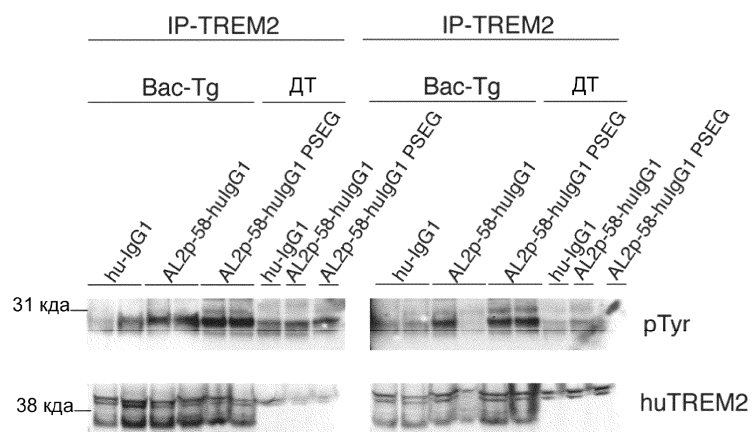 IP-TREM2 IP-TREM2
Bac-Tg ДТ Bac-Tg ДТ
hu-IgG1
AL2p-58-huIgG1
AL2p-58-huIgG1 PSEG
hu-IgG1
AL2p-58-huIgG1
AL2p-58-huIgG1 PSEG
hu-IgG1
AL2p-58-huIgG1
AL2p-58-huIgG1 PSEG
hu-IgG1
AL2p-58-huIgG1
AL2p-58-huIgG1 PSEG
31 кда pTyr
38 кда huTREM2